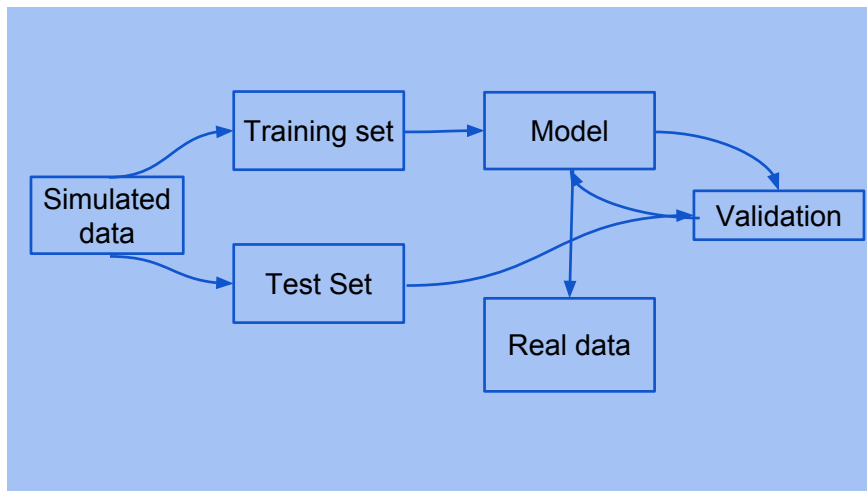 Training set
Model
Simulated
data
Validation
Test Set
Real data